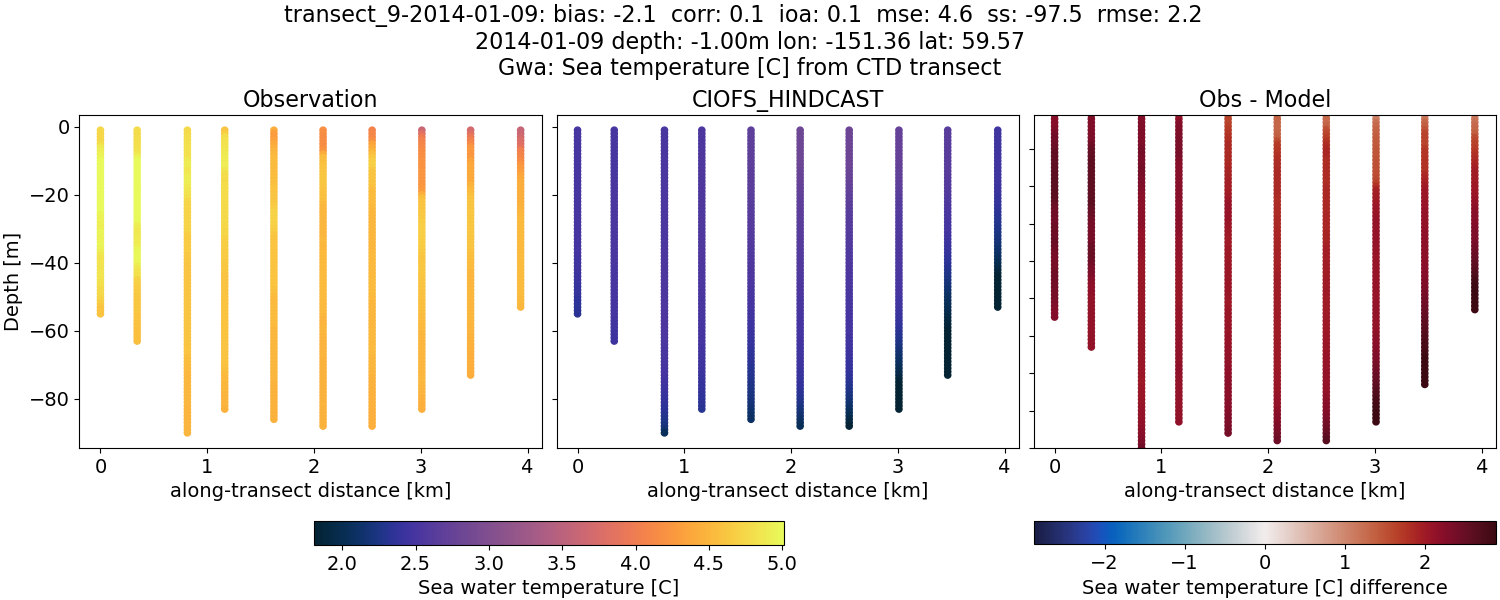 transect_9-2014-01-09: bias: -2.1  corr: 0.1  ioa: 0.1  mse: 4.6  ss: -97.5  rmse: 2.2
2014-01-09 depth: -1.00m lon: -151.36 lat: 59.57
Gwa: Sea temperature [C] from CTD transect
Observation
CIOFS_HINDCAST
Obs - Model
Depth [m]
0
−20
−40
−60
−80
0 1 2 3 4
0 1 2 3 4
0 1 2 3 4
along-transect distance [km]
along-transect distance [km]
along-transect distance [km]
2.0 2.5 3.0 3.5 4.0 4.5 5.0
Sea water temperature [C]
−2 −1 0 1 2
Sea water temperature [C] difference